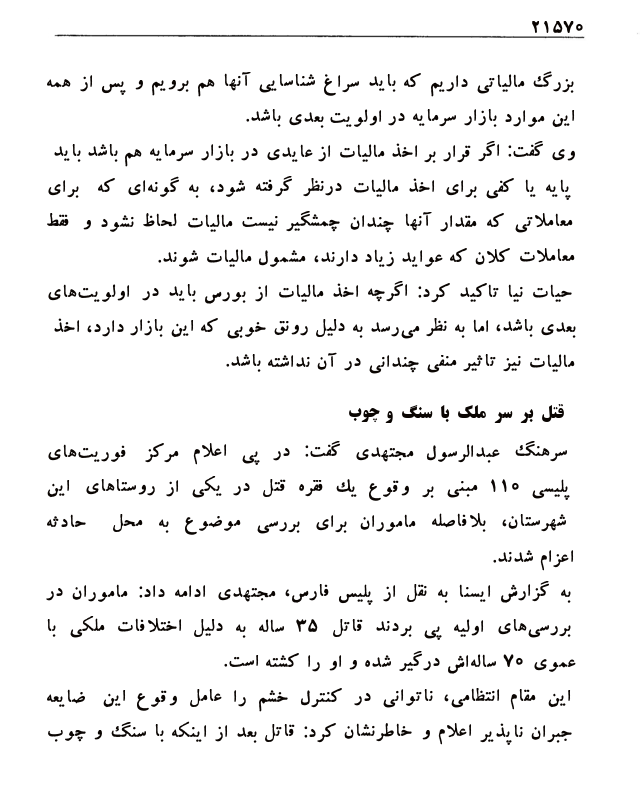 ۲۱۵۷۰
بزرگ مالیاتی داریم که باید سراغ شناسایی آنها هم برویم و پس از همه
این موارد بازار سرمایه در اولویت بعدی باشد.
وی گفت: اگر قرار بر اخذ مالیات از عایدی در بازار سرمایه هم باشد باید
پایه یا کفی برای اخذ مالیات درنظر گرفته شود، به گونه‌ای که برای
معاملاتی که مقدار آنها چندان چمشگیر نیست مالیات لحاظ نشود و فقط
معاملات کلان که عواید زیاد دارند، مشمول مالیات شوند.
حیات نیا تاکید کرد: اگرچه اخذ مالیات از بورس باید در اولویت‌های
بعدی باشد، اما به نظر می‌رسد به دلیل رونق خوبی که این بازار دارد، اخذ
مالیات نیز تاثیر منفی چندانی در آن نداشته باشد.
قتل بر سر ملک با سنگ و چوب
سرهنگ عبدالرسول مجتهدی گفت: در پی اعلام مرکز فوریت‌های
پلیسی ۱۱۰ مبنی بر وقوع یك فقره قتل در یکی از روستاهای این
شهرستان، بلافاصله ماموران برای بررسی موضوع به محل حادثه
اعزام شدند.
به گزارش ایسنا به نقل از پلیس فارس، مجتهدی ادامه داد: ماموران در
بررسی‌های اولیه پی بردند قاتل ۳۵ ساله به دلیل اختلافات ملکی با
عموی ۷۰ ساله‌اش درگیر شده و او را کشته است.
این مقام انتظامی، ناتوانی در کنترل خشم را عامل وقوع این ضایعه
جبران ناپذیر اعلام و خاطرنشان کرد: قاتل بعد از اینکه با سنگ و چوب